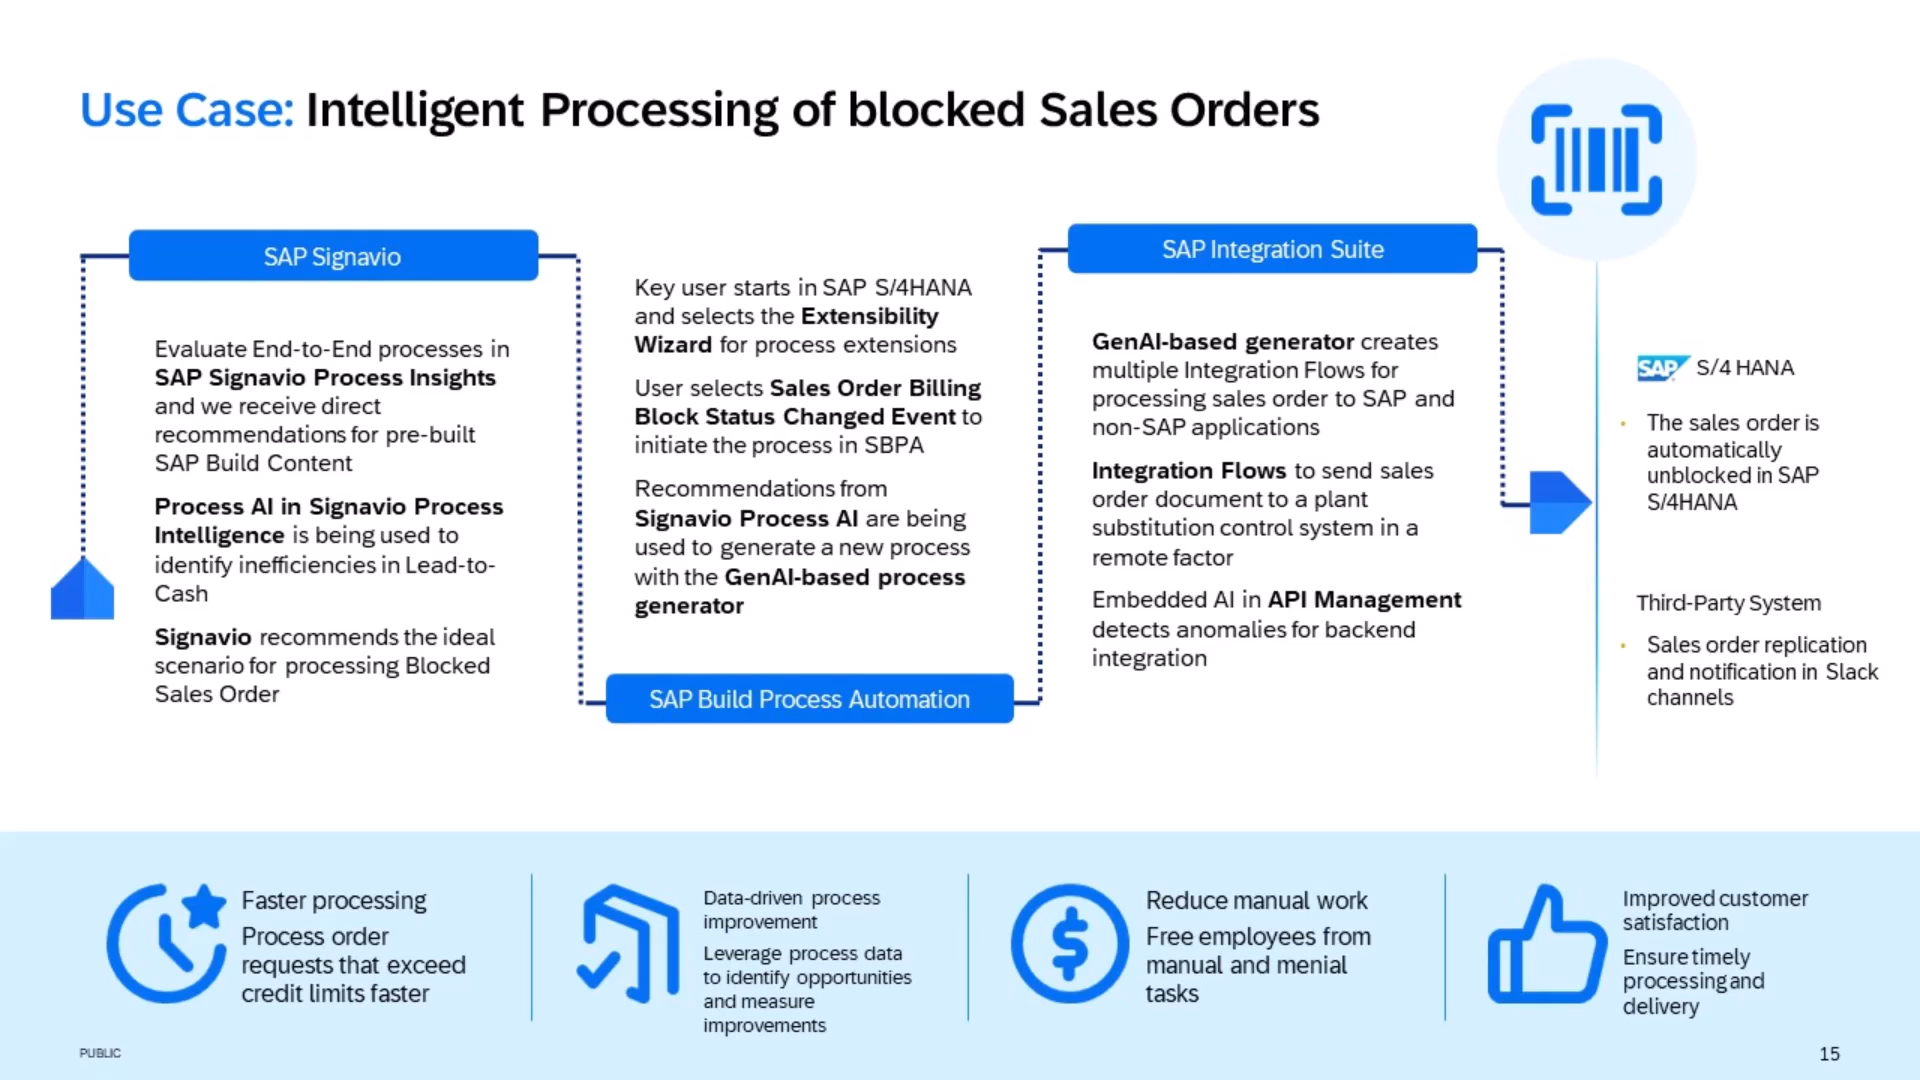 Use Case: Intelligent Processing of blocked Sales Orders
SAP Signavio
Evaluate End-to-End processes in
SAP Signavio Process Insights
and we receive direct
recommendations for pre-built
SAP Build Content
Process AI in Signavio Process
Intelligence is being used to
identify inefficiencies in Lead-to-
Cash
Signavio recommends the ideal
scenario for processing Blocked
Sales Order
Key user starts in SAP S/4HANA
and selects the Extensibility
Wizard for process extensions
User selects Sales Order Billing
Block Status Changed Event to
initiate the process in SBPA
Recommendations from
Signavio Process AI are being
used to generate a new process
with the GenAI-based process
generator
SAP Build Process Automation
SAP Integration Suite
GenAI-based generator creates
multiple Integration Flows for
processing sales order to SAP and
non-SAP applications
Integration Flows to send sales
order document to a plant
substitution control system in a
remote factor
Embedded AI in API Management
detects anomalies for backend
integration
SAP S/4 HANA
• The sales order is
automatically
unblocked in SAP
S/4HANA
Third-Party System
• Sales order replication
and notification in Slack
channels
Faster processing
Process order
requests that exceed
credit limits faster
Data-driven process
improvement
Leverage process data
to identify opportunities
and measure
improvements
Reduce manual work
Free employees from
manual and menial
tasks
Improved customer
satisfaction
Ensure timely
processing and
delivery
PUBLIC
15